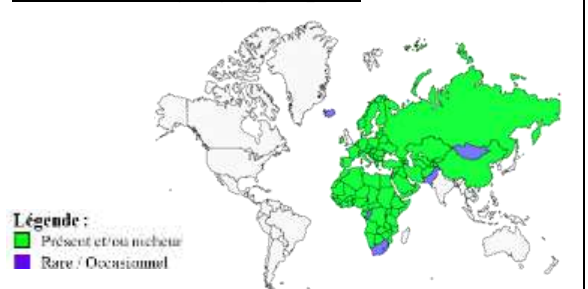 Légende :
Présent et/ou nicheur
Rare / Occasionnel